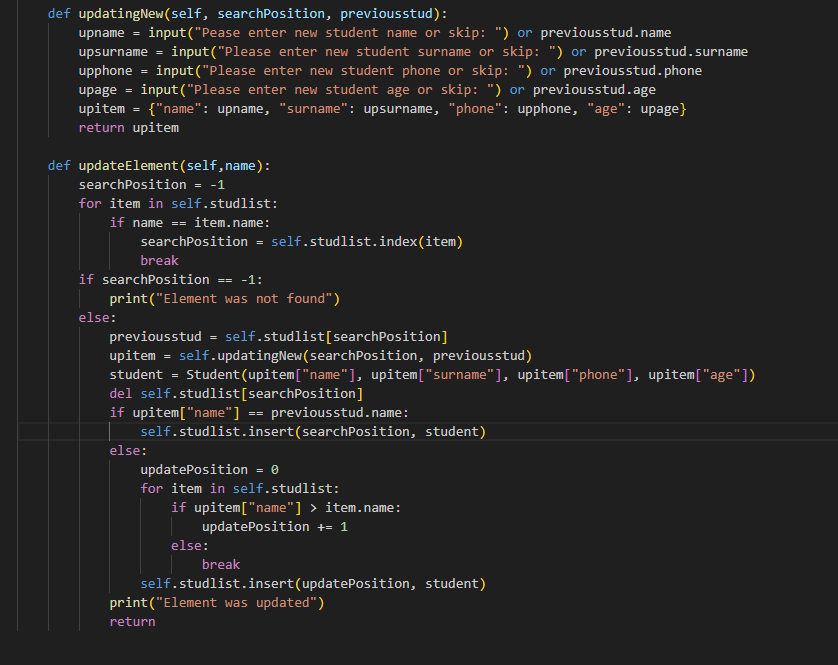 def updatingNew(self, searchPosition, previousstud):
    upname = input("Pease enter new student name or skip: ") or previousstud.name
    upsurname = input("Please enter new student surname or skip: ") or previousstud.surname
    upphone = input("Please enter new student phone or skip: ") or previousstud.phone
    upage = input("Please enter new student age or skip: ") or previousstud.age
    upitem = {"name": upname, "surname": upsurname, "phone": upphone, "age": upage}
    return upitem

def updateElement(self,name):
    searchPosition = -1
    for item in self.studlist:
        if name == item.name:
            searchPosition = self.studlist.index(item)
            break
    if searchPosition == -1:
        print("Element was not found")
    else:
        previousstud = self.studlist[searchPosition]
        upitem = self.updatingNew(searchPosition, previousstud)
        student = Student(upitem["name"], upitem["surname"], upitem["phone"], upitem["age"])
        del self.studlist[searchPosition]
        if upitem["name"] == previousstud.name:
            self.studlist.insert(searchPosition, student)
        else:
            updatePosition = 0
            for item in self.studlist:
                if upitem["name"] > item.name:
                    updatePosition += 1
                else:
                    break
            self.studlist.insert(updatePosition, student)
        print("Element was updated")
        return